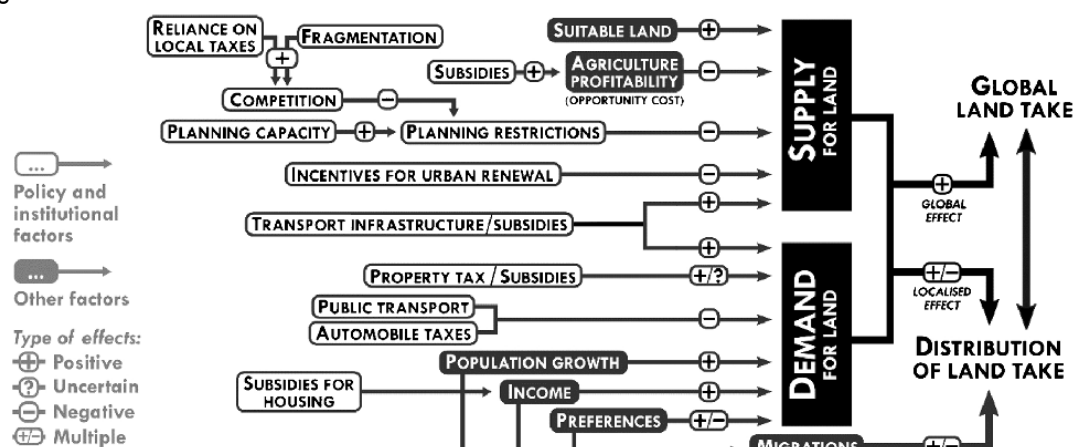 RELIANCE ON
LOCAL TAXES
FRAGMENTATION
+
SUITABLE LAND
+
SUBSIDIES
+
AGRICULTURE
PROFITABILITY
(OPPORTUNITY COST)
−
COMPETITION
−
PLANNING CAPACITY
+
PLANNING RESTRICTIONS
−
INCENTIVES FOR URBAN RENEWAL
−
TRANSPORT INFRASTRUCTURE/SUBSIDIES
+
+
SUPPLY
FOR LAND
PROPERTY TAX / SUBSIDIES
+/?
PUBLIC TRANSPORT
AUTOMOBILE TAXES
−
POPULATION GROWTH
+
SUBSIDIES FOR
HOUSING
INCOME
+
PREFERENCES
+/−
DEMAND
FOR LAND
MIGRATIONS
+/−
GLOBAL
LAND TAKE
+
GLOBAL
EFFECT
+/−
LOCALISED
EFFECT
DISTRIBUTION
OF LAND TAKE
...
Policy and
institutional
factors
...
Other factors
Type of effects:
+ Positive
? Uncertain
− Negative
+/− Multiple